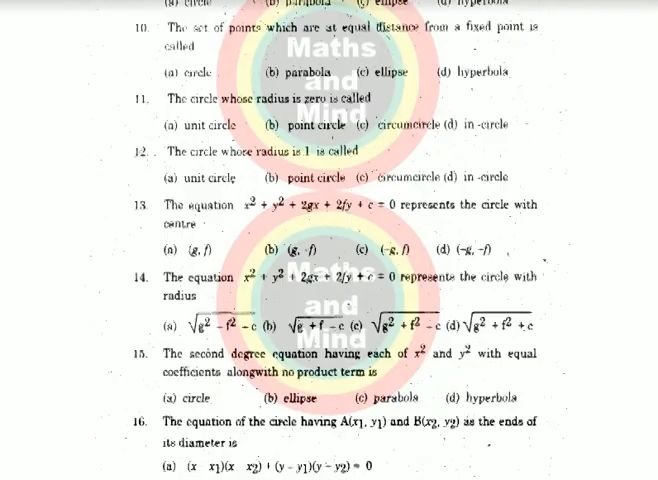 (a) circle (b) parabola (c) ellipse (d) hyperbola
10. The set of points which are at equal distance from a fixed point is
called
(a) circle (b) parabola (c) ellipse (d) hyperbola
11. The circle whose radius is zero is called
(a) unit circle (b) point circle (c) circumcircle (d) in-circle
12. The circle whose radius is 1 is called
(a) unit circle (b) point circle (c) circumcircle (d) in-circle
13. The equation x² + y² + 2gx + 2fy + c = 0 represents the circle with
centre
(a) (g, f) (b) (g, -f) (c) (-g, f) (d) (-g, -f)
14. The equation x² + y² + 2gx + 2fy + c = 0 represents the circle with
radius
(a) √(g² - f² - c) (b) √(g + f - c) (c) √(g² + f² - c) (d) √(g² + f² + c)
15. The second degree equation having each of x² and y² with equal
coefficients alongwith no product term is
(a) circle (b) ellipse (c) parabola (d) hyperbola
16. The equation of the circle having A(x1, y1) and B(x2, y2) as the ends of
its diameter is
(a) (x x1)(x x2) + (y - y1)(y - y2) = 0
Maths
and
Mind
Maths
and
Mind